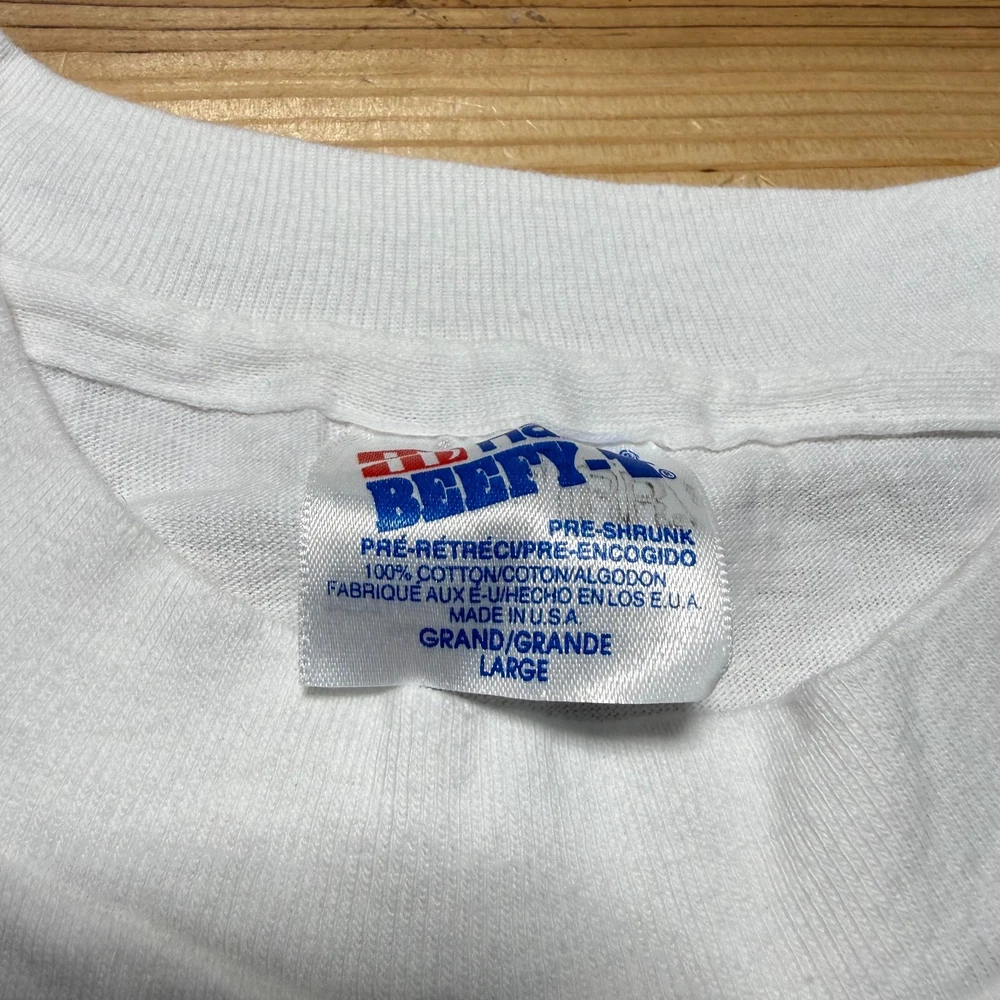 BEEFY-T®
PRE-SHRUNK
PRÉ-RÉTRÉCI/PRE-ENCOGIDO
100% COTTON/COTON/ALGODON
FABRIQUÉ AUX É-U/HECHO EN LOS E.U.A.
MADE IN U.S.A
GRAND/GRANDE
LARGE